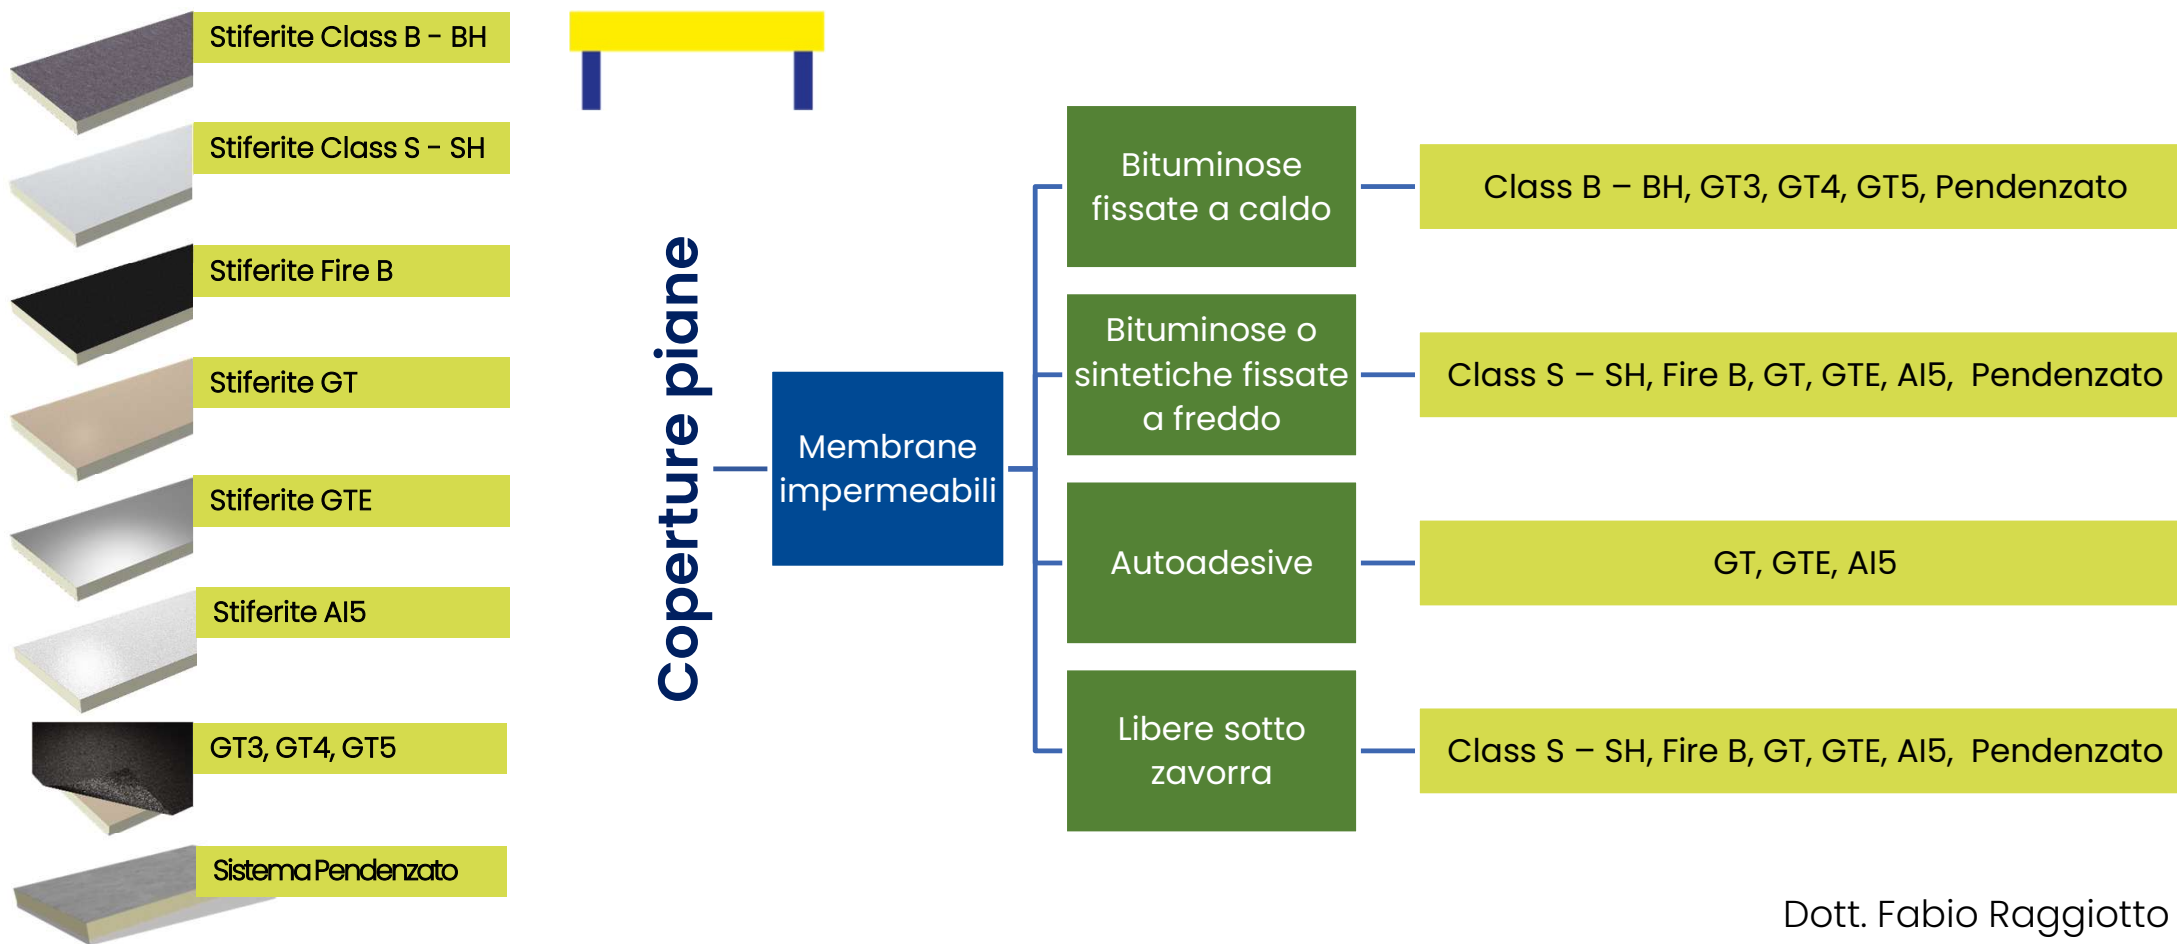 Stiferite Class B - BH
Stiferite Class S - SH
Stiferite Fire B
Stiferite GT
Stiferite GTE
Stiferite AI5
GT3, GT4, GT5
Sistema Pendenzato
Coperture piane
Membrane
impermeabili
Bituminose
fissate a caldo
Class B – BH, GT3, GT4, GT5, Pendenzato
Bituminose o
sintetiche fissate
a freddo
Class S – SH, Fire B, GT, GTE, AI5, Pendenzato
Autoadesive
GT, GTE, AI5
Libere sotto
zavorra
Class S – SH, Fire B, GT, GTE, AI5, Pendenzato
Dott. Fabio Raggiotto